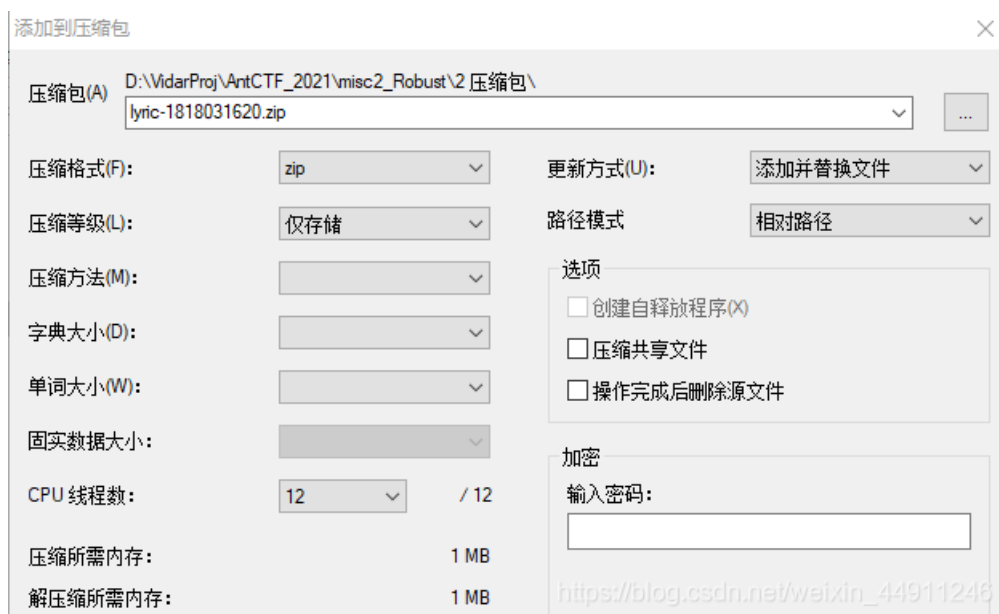 添加到压缩包
压缩包(A)
D:\VidarProj\AntCTF_2021\misc2_Robust\2 压缩包\
lyric-1818031620.zip
...
压缩格式(F):
zip
更新方式(U):
添加并替换文件
压缩等级(L):
仅存储
路径模式
相对路径
压缩方法(M):
选项
创建自释放程序(X)
字典大小(D):
压缩共享文件
单词大小(W):
操作完成后删除源文件
固实数据大小:
加密
CPU 线程数:
12
/ 12
输入密码:
压缩所需内存:
1 MB
解压缩所需内存:
1 MB
https://blog.csdn.net/weixin_44911246